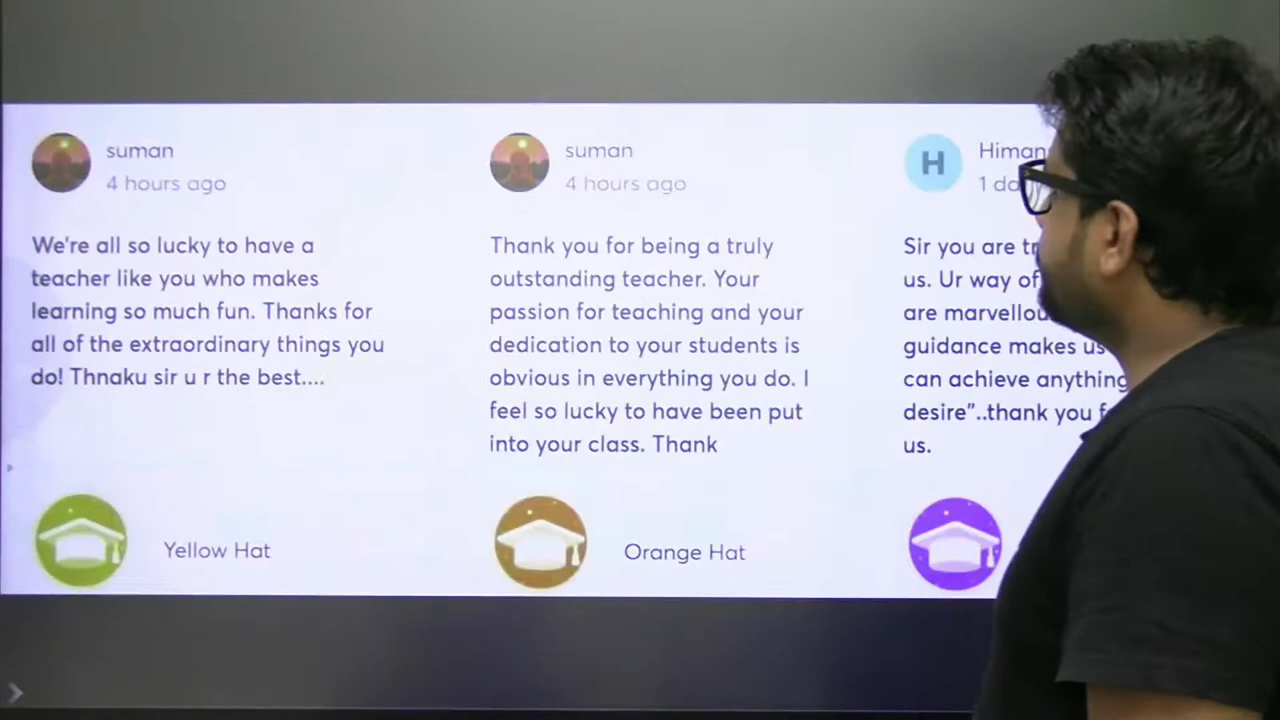 suman
4 hours ago
We're all so lucky to have a
teacher like you who makes
learning so much fun. Thanks for
all of the extraordinary things you
do! Thnaku sir u r the best....
Yellow Hat
suman
4 hours ago
Thank you for being a truly
outstanding teacher. Your
passion for teaching and your
dedication to your students is
obvious in everything you do. I
feel so lucky to have been put
into your class. Thank
Orange Hat
H
1
Sir you are
us. Ur way of
are
guidance makes us
can achieve anything
desire"..thank you
us.